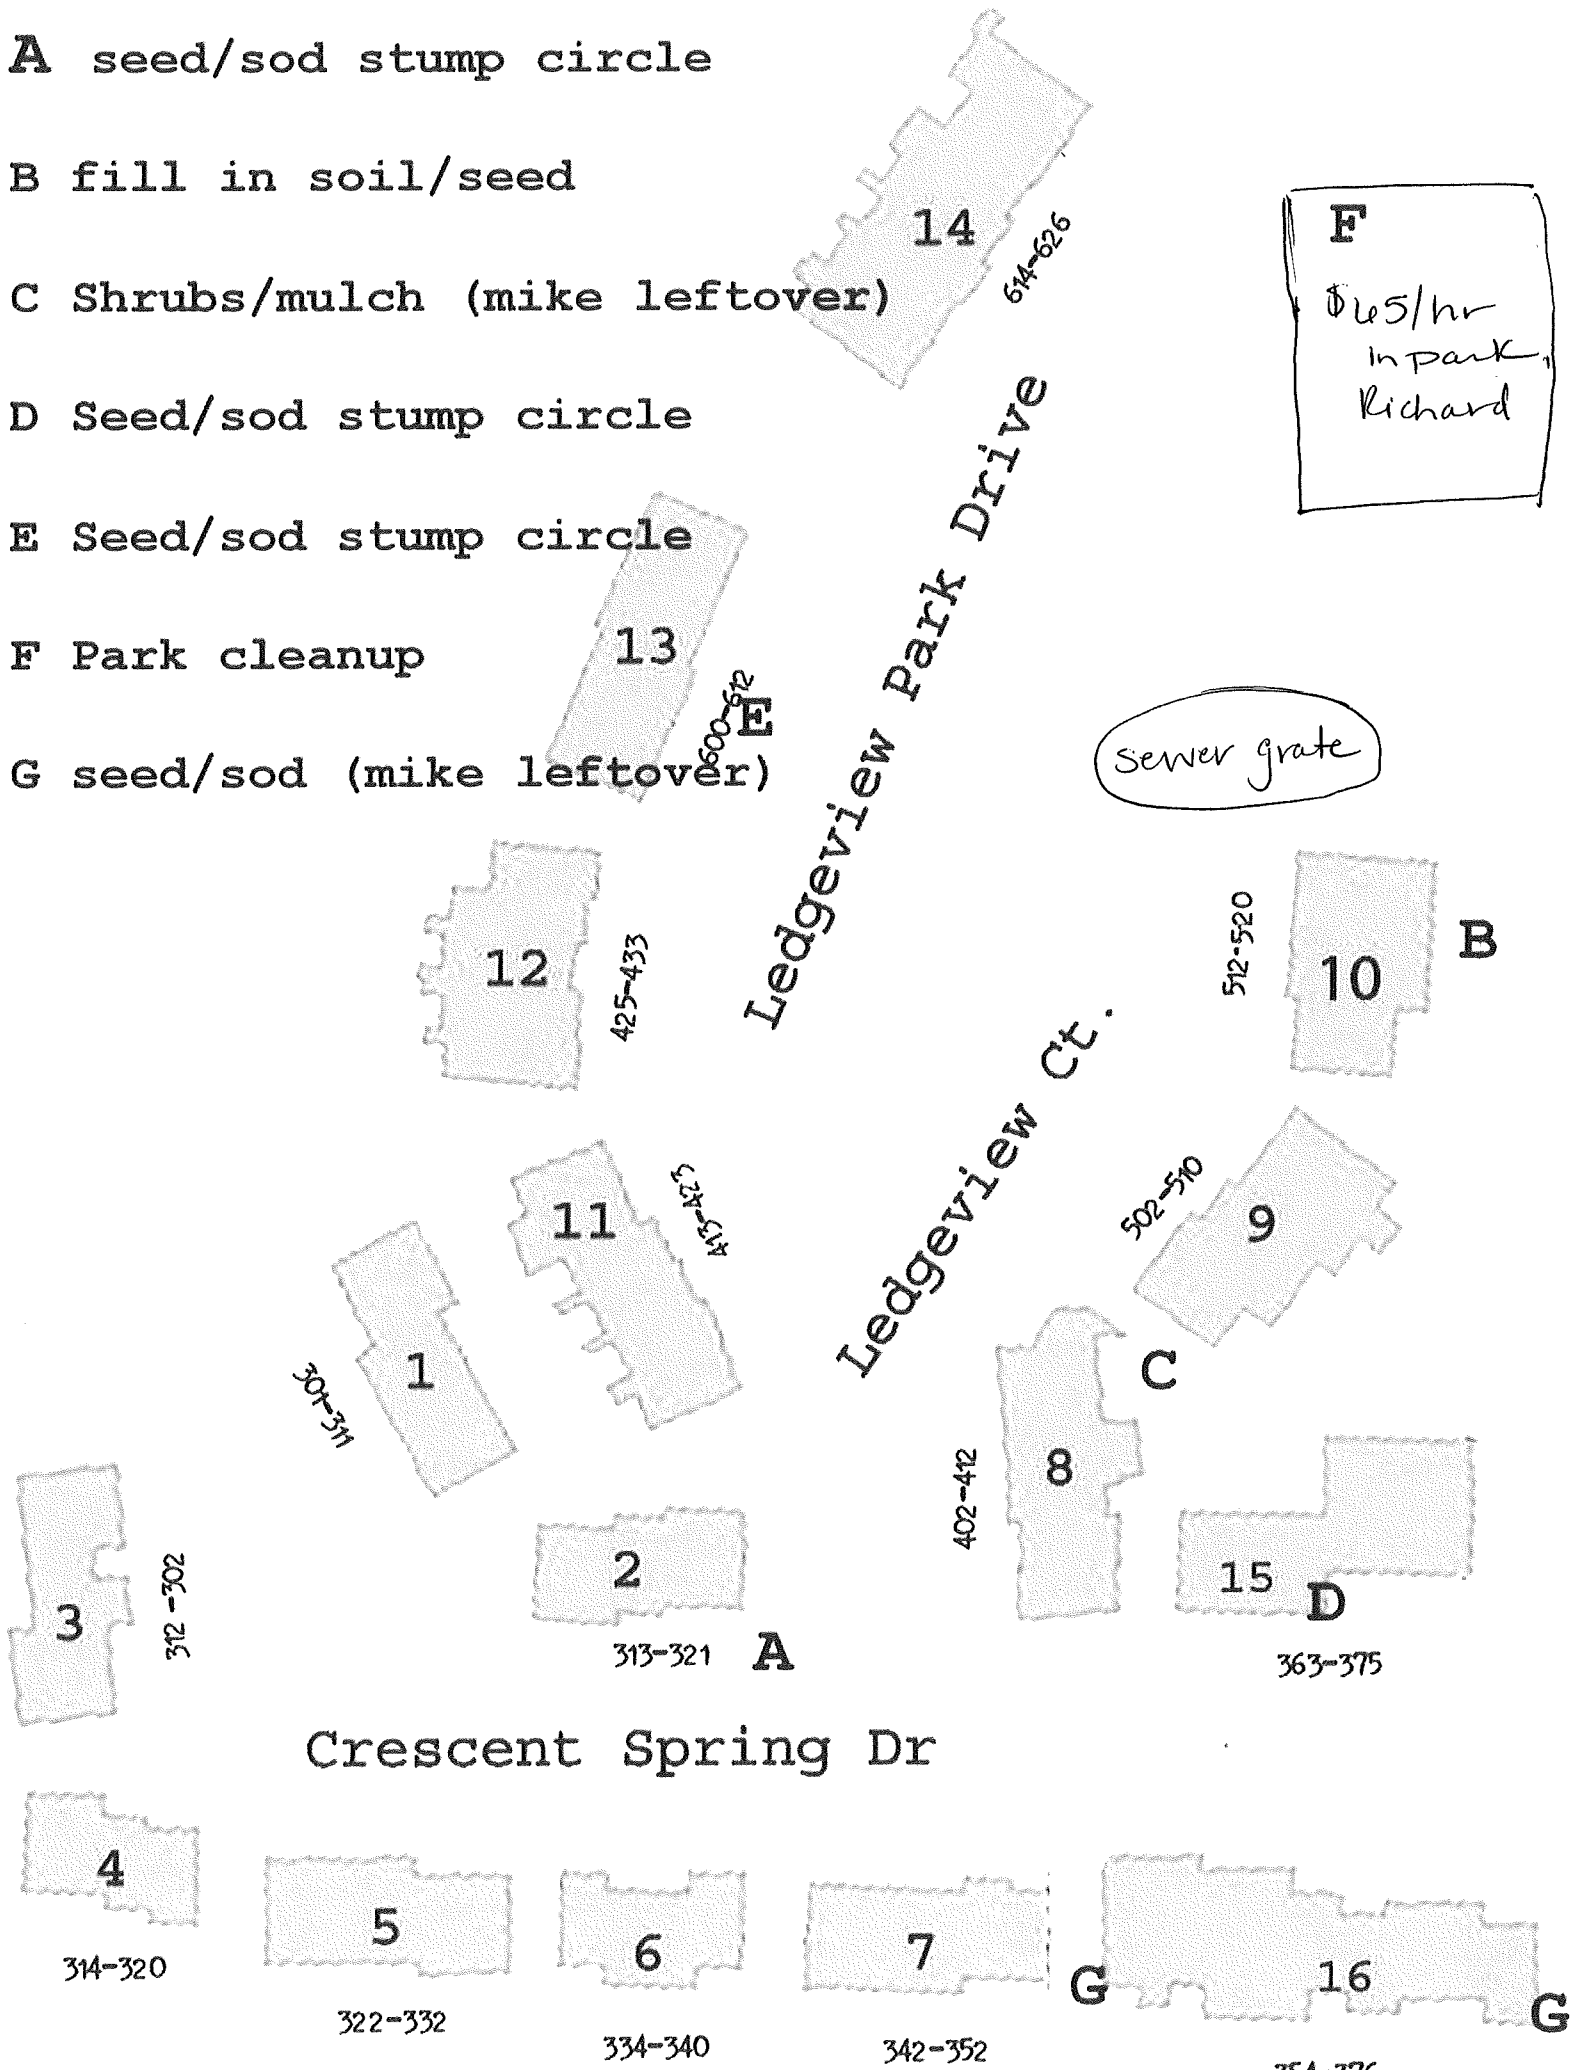 A seed/sod stump circle
B fill in soil/seed
C Shrubs/mulch (mike leftover)
D Seed/sod stump circle
E Seed/sod stump circle
F Park cleanup
G seed/sod (mike leftover)
14
614-626
F
$65/hr
in park
Richard
Ledgeview Park Drive
13
600-612
E
sewer grate
12
425-433
10
512-520
B
Ledgeview Ct.
11
413-423
9
502-510
1
301-311
C
8
402-412
3
312-302
2
313-321
A
15
D
363-375
Crescent Spring Dr
4
314-320
5
322-332
6
334-340
7
342-352
G
16
G